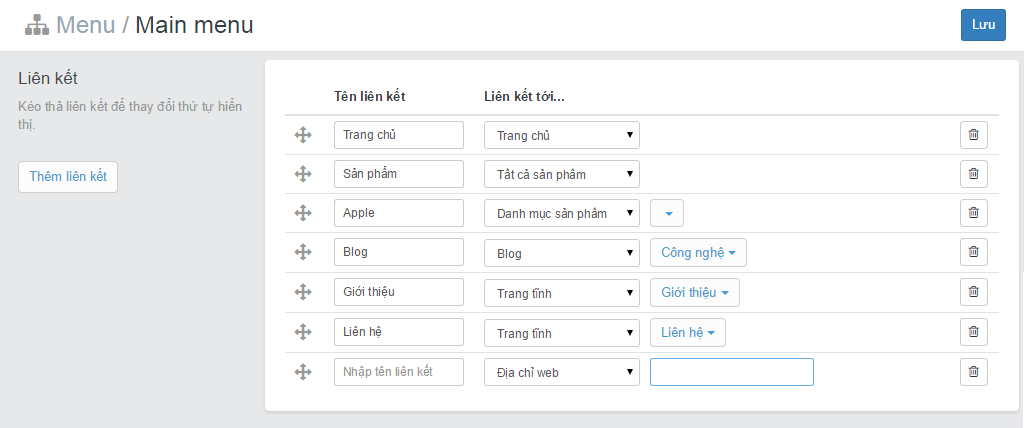 Menu / Main menu
Lưu
Liên kết
Kéo thả liên kết để thay đổi thứ tự hiển
thị.
Thêm liên kết
Tên liên kết Liên kết tới...
Trang chủ Trang chủ
Sản phẩm Tất cả sản phẩm
Apple Danh mục sản phẩm
Blog Blog Công nghệ
Giới thiệu Trang tĩnh Giới thiệu
Liên hệ Trang tĩnh Liên hệ
Nhập tên liên kết Địa chỉ web